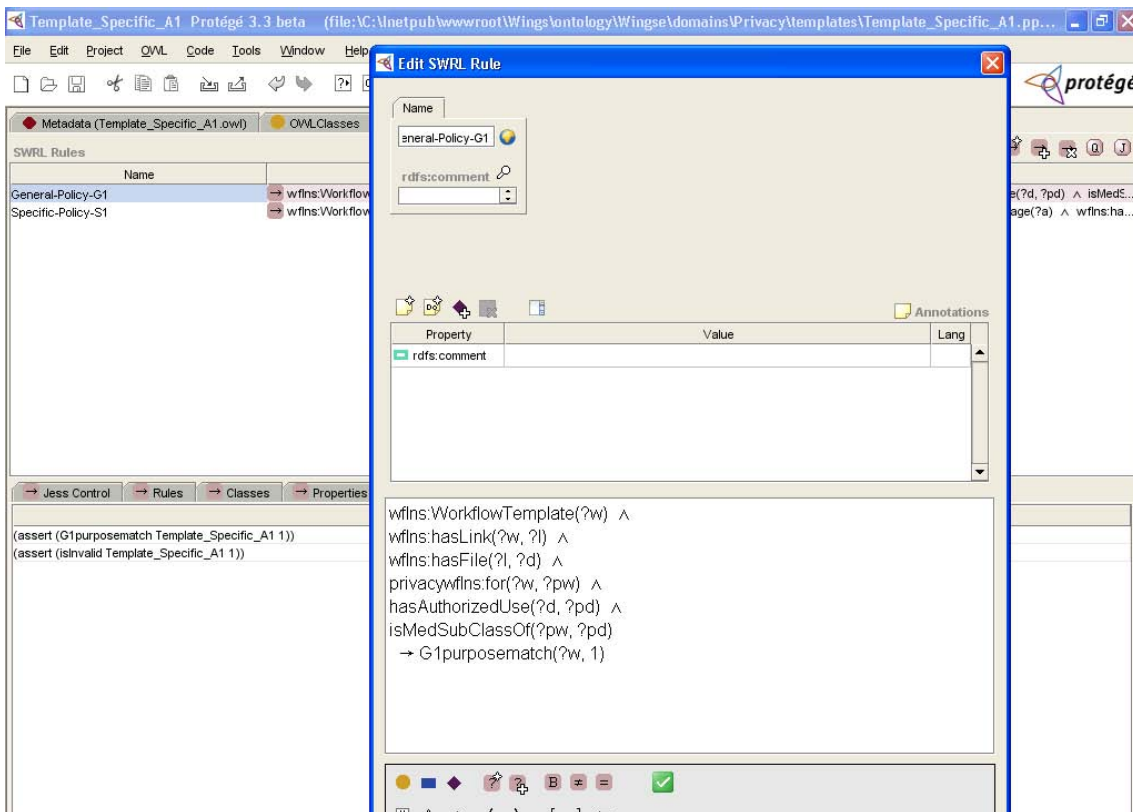 Template_Specific_A1 Protégé 3.3 beta (file:\C:\Inetpub\wwwroot\Wings\ontology\Wingse\domains\Privacy\templates\Template_Specific_A1.pp...
File Edit Project OWL Code Tools Window Help
Edit SWRL Rule
protégé
Metadata (Template_Specific_A1.owl) OWLClasses
SWRL Rules
Name
General-Policy-G1 → wflns:Workflow
e(?d, ?pd) ∧ isMedS...
Specific-Policy-S1 → wflns:Workflow
age(?a) ∧ wflns:ha...
Name
eneral-Policy-G1
rdfs:comment
Annotations
Property Value Lang
rdfs:comment
→ Jess Control → Rules → Classes → Properties
(assert (G1purposematch Template_Specific_A1 1))
(assert (isInvalid Template_Specific_A1 1))
wflns:WorkflowTemplate(?w) ∧
wflns:hasLink(?w, ?l) ∧
wflns:hasFile(?l, ?d) ∧
privacywflns:for(?w, ?pw) ∧
hasAuthorizedUse(?d, ?pd) ∧
isMedSubClassOf(?pw, ?pd)
→ G1purposematch(?w, 1)